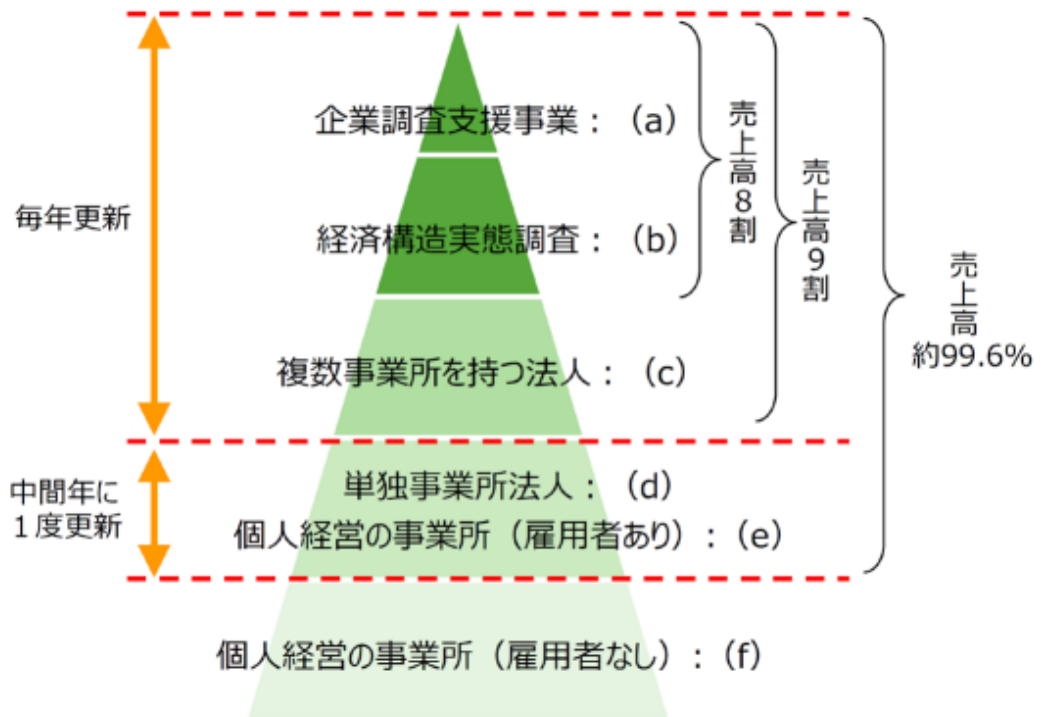 企業調査支援事業：（a）
経済構造実態調査：（b）
複数事業所を持つ法人：（c）
単独事業所法人：（d）
個人経営の事業所（雇用者あり）：（e）
個人経営の事業所（雇用者なし）：（f）
毎年更新
中間年に
１度更新
売上高８割
売上高９割
売上高
約99.6%